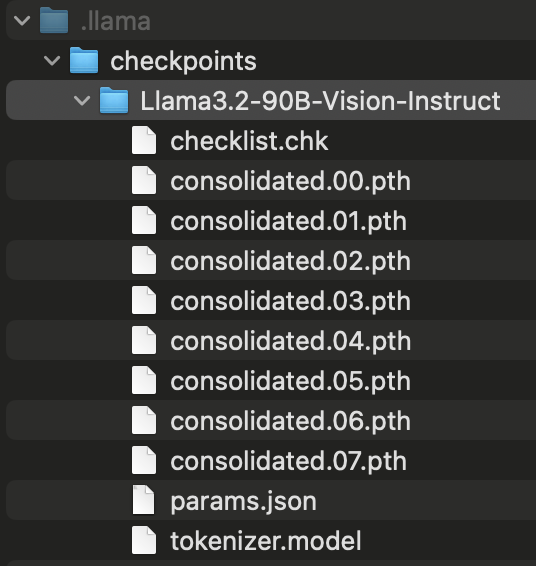 .llama
checkpoints
Llama3.2-90B-Vision-Instruct
checklist.chk
consolidated.00.pth
consolidated.01.pth
consolidated.02.pth
consolidated.03.pth
consolidated.04.pth
consolidated.05.pth
consolidated.06.pth
consolidated.07.pth
params.json
tokenizer.model